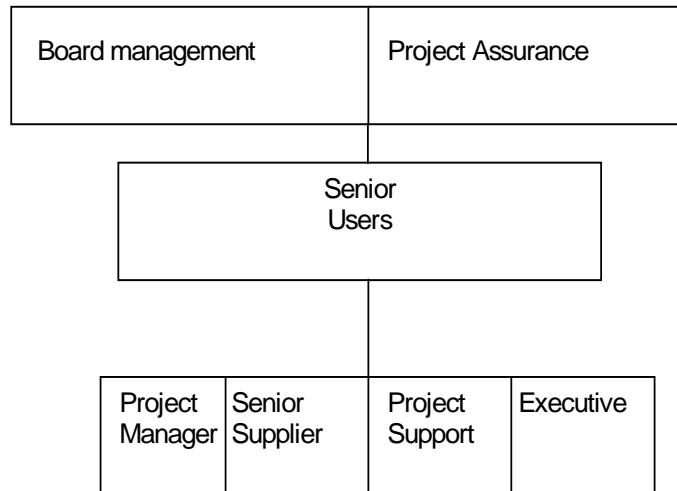 Board management
Project Assurance
Senior
Users
Project
Manager
Senior
Supplier
Project
Support
Executive